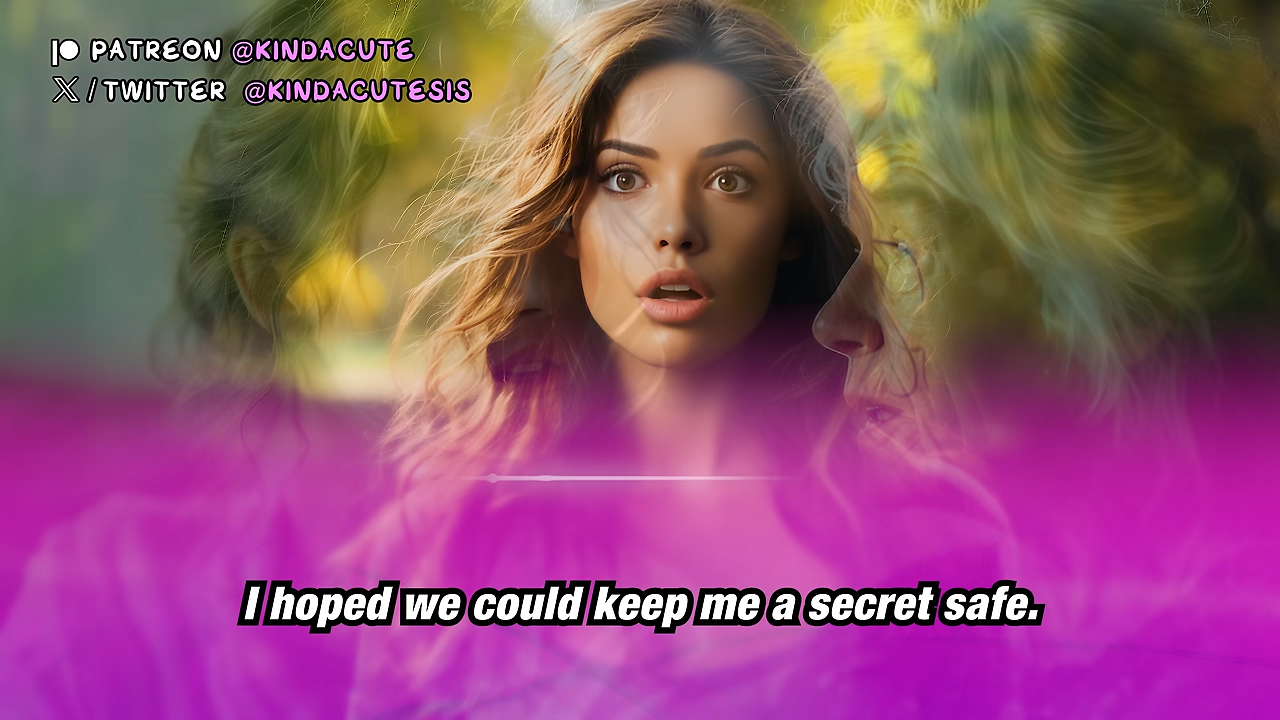 PATREON @KINDACUTE
X / TWITTER @KINDACUTESIS
I hoped we could keep me a secret safe.